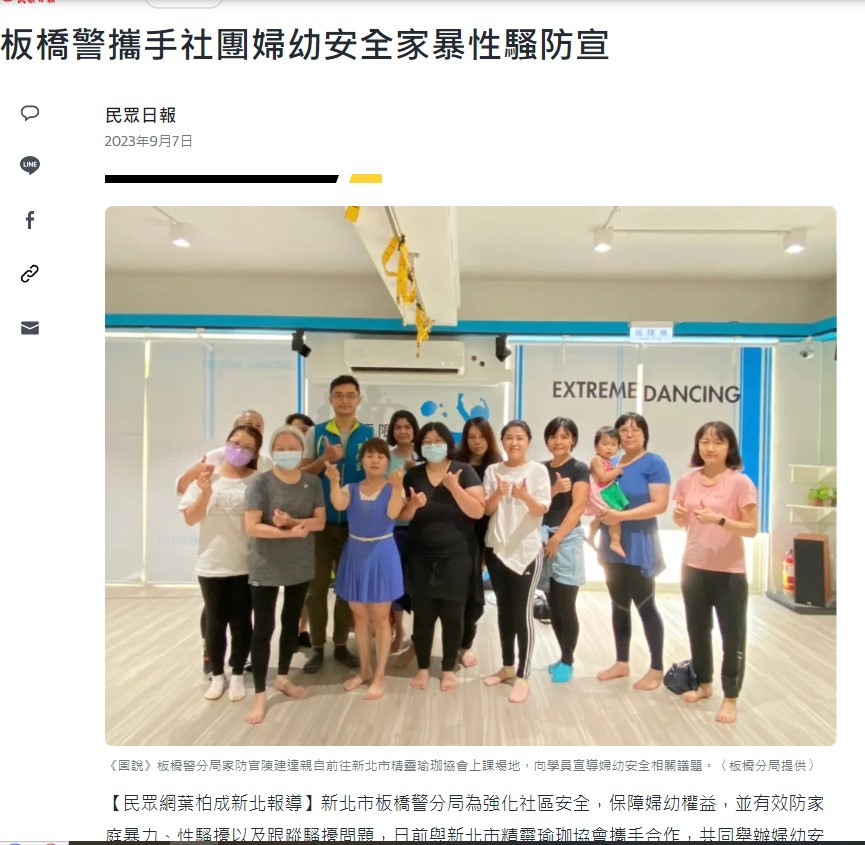 板橋警攜手社團婦幼安全家暴性騷防宣
民眾日報
2023年9月7日
LINE
EXTREME DANCING
《圖說》板橋警分局家防官陳建達親自前往新北市精靈瑜珈協會上課場地，向學員宣導婦幼安全相關議題。〈板橋分局提供〉
【民眾網葉柏成新北報導】新北市板橋警分局為強化社區安全，保障婦幼權益，並有效防家
庭暴力、性騷擾以及跟蹤騷擾問題，日前與新北市精靈瑜珈協會攜手合作，共同舉辦婦幼安